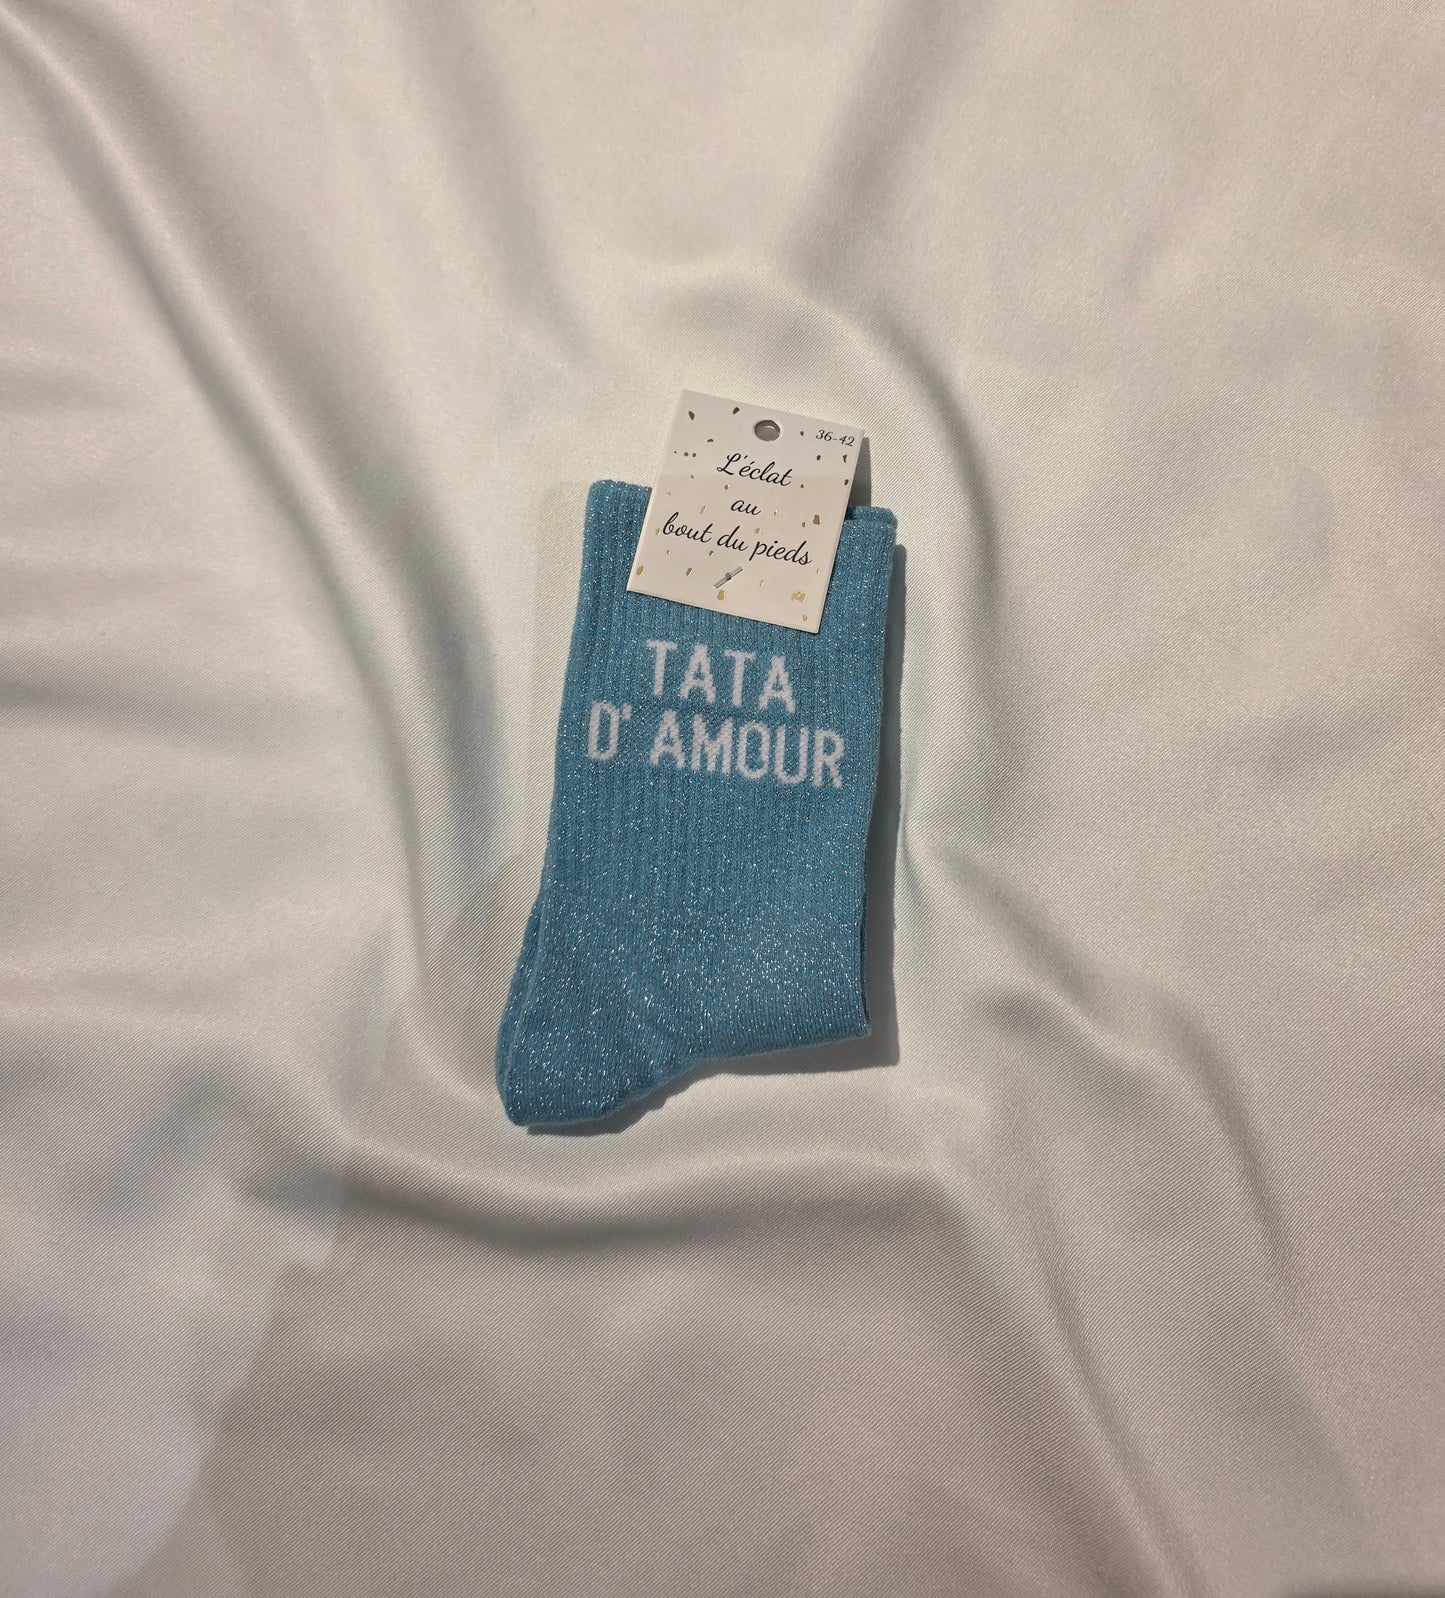 36-42
L'éclat
au
bout du pieds
TATA
D' AMOUR